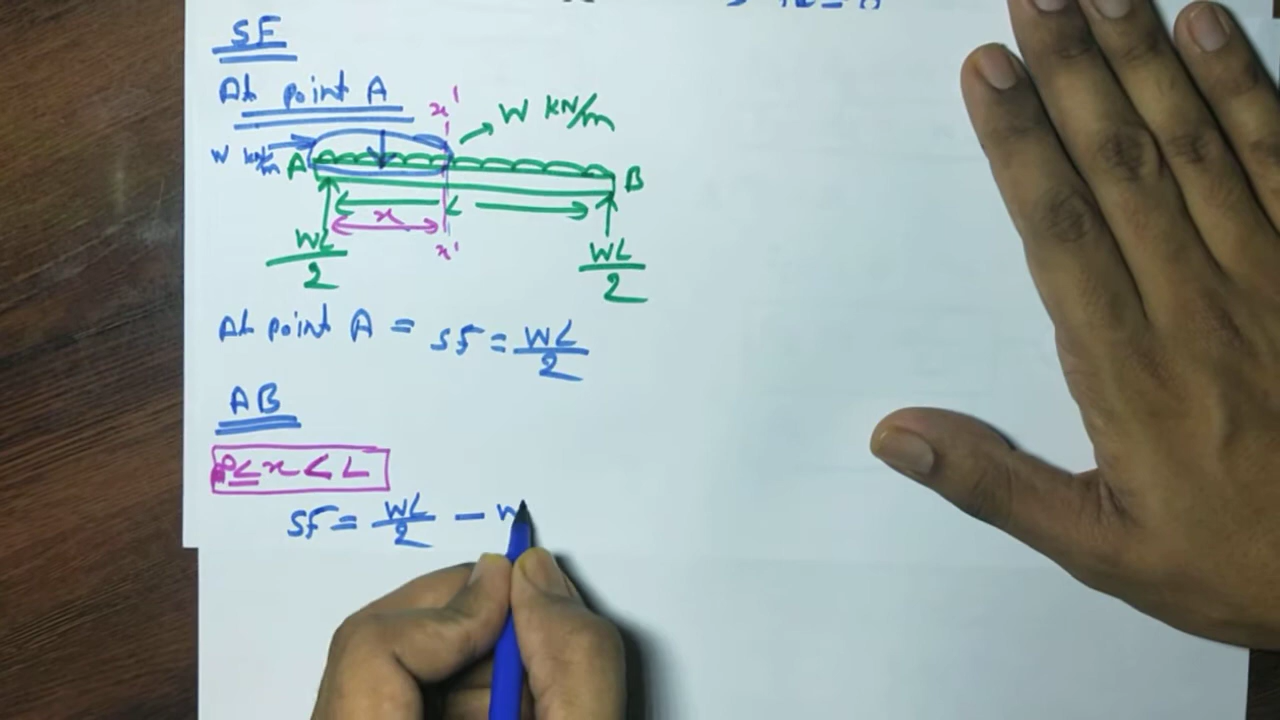 SF
At point A
x'
W kN/m
W kN/m
A
B
L
x
x'
WL/2
WL/2
At point A = SF = WL/2
AB
0≤x<L
SF = WL/2 - W